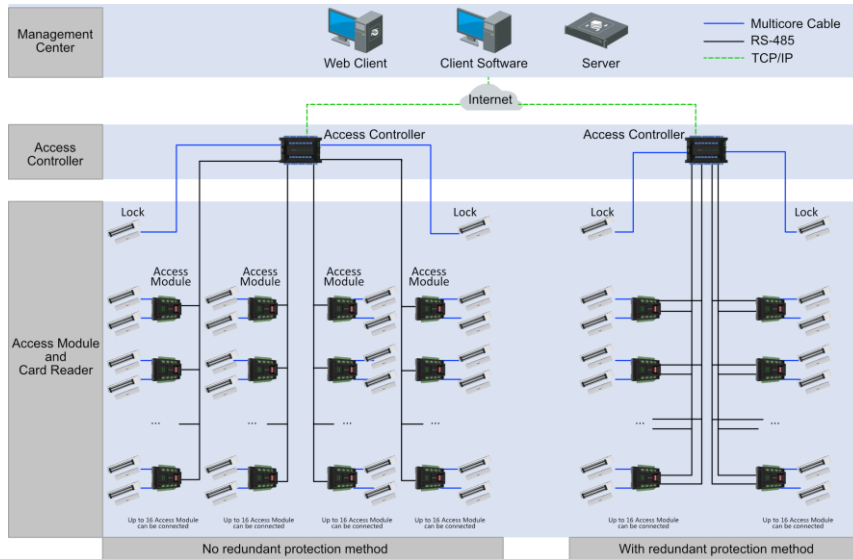 Management
Center
Web Client
Client Software
Server
Multicore Cable
RS-485
TCP/IP
Internet
Access
Controller
Access Controller
Access Controller
Access Module
and
Card Reader
Lock
Lock
Lock
Lock
Access
Module
Access
Module
Access
Module
Access
Module
...
...
...
...
...
...
Up to 16 Access Module
can be connected
Up to 16 Access Module
can be connected
Up to 16 Access Module
can be connected
Up to 16 Access Module
can be connected
Up to 16 Access Module
can be connected
Up to 16 Access Module
can be connected
No redundant protection method
With redundant protection method